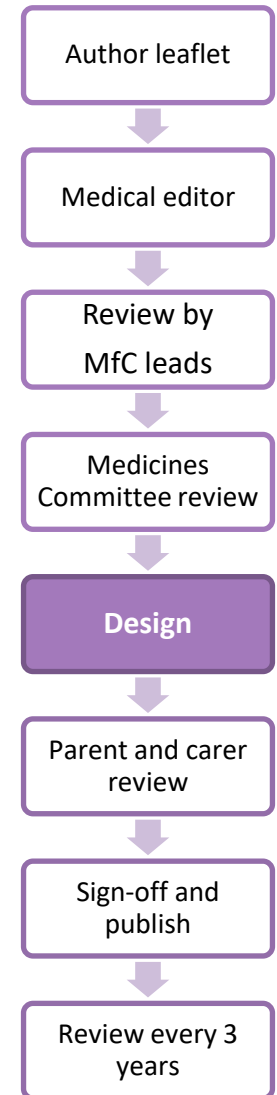 Author leaflet
Medical editor
Review by
MfC leads
Medicines
Committee review
Design
Parent and carer
review
Sign-off and
publish
Review every 3
years